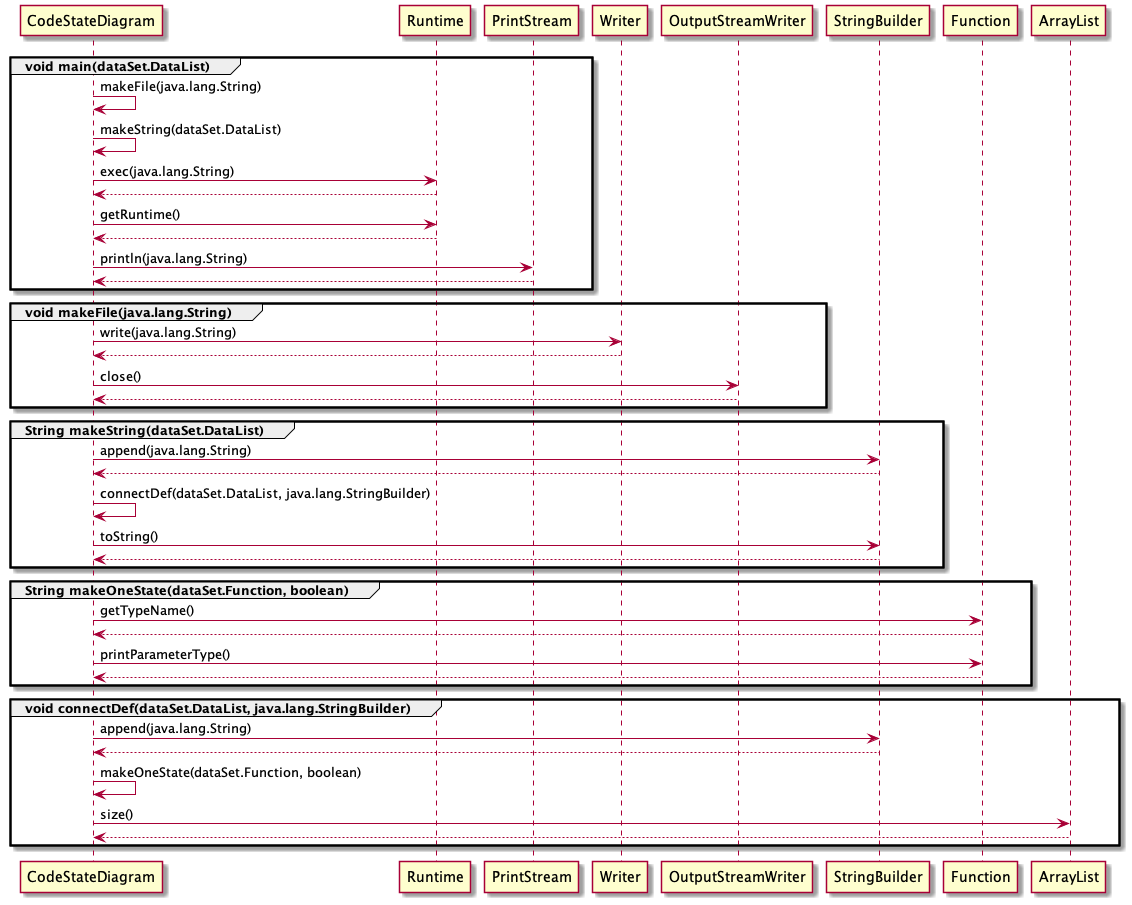 CodeStateDiagram Runtime PrintStream Writer OutputStreamWriter StringBuilder Function ArrayList
void main(dataSet.DataList)
makeFile(java.lang.String)
makeString(dataSet.DataList)
exec(java.lang.String)
getRuntime()
println(java.lang.String)
void makeFile(java.lang.String)
write(java.lang.String)
close()
String makeString(dataSet.DataList)
append(java.lang.String)
connectDef(dataSet.DataList, java.lang.StringBuilder)
toString()
String makeOneState(dataSet.Function, boolean)
getTypeName()
printParameterType()
void connectDef(dataSet.DataList, java.lang.StringBuilder)
append(java.lang.String)
makeOneState(dataSet.Function, boolean)
size()
CodeStateDiagram Runtime PrintStream Writer OutputStreamWriter StringBuilder Function ArrayList